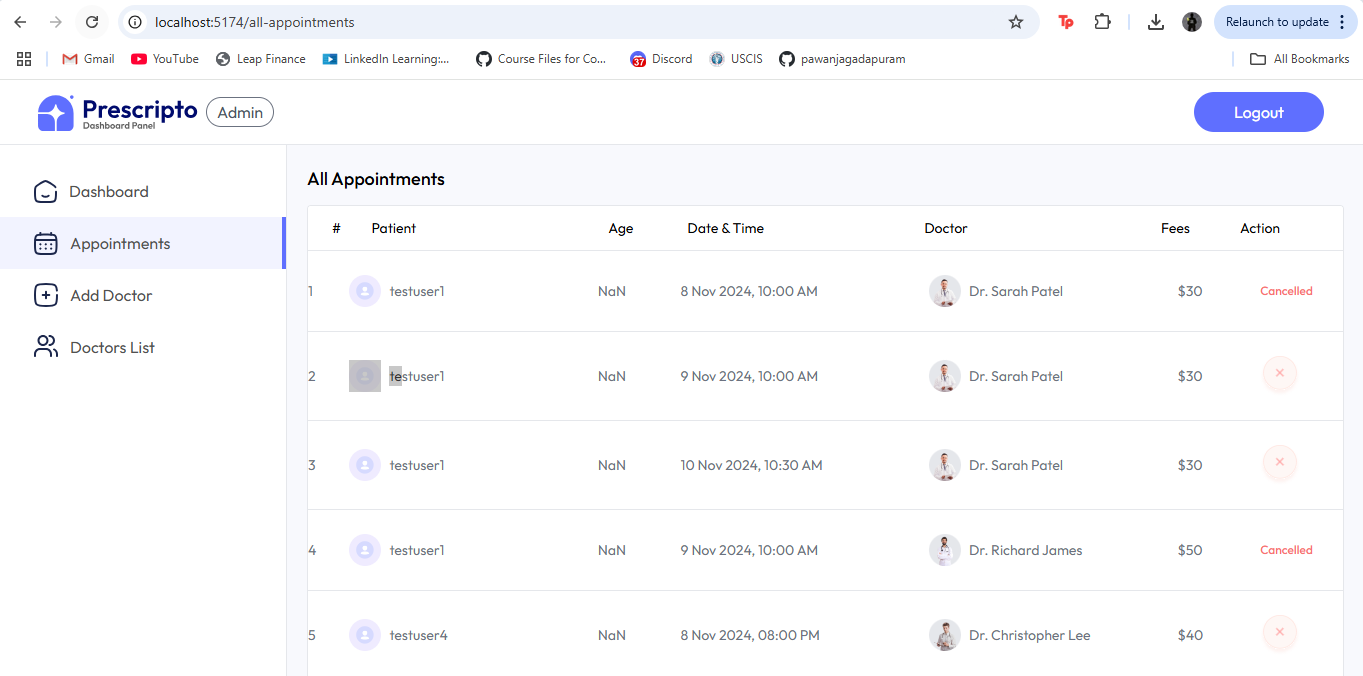 localhost:5174/all-appointments
Tp
Relaunch to update
Gmail
YouTube
Leap Finance
LinkedIn Learning:...
Course Files for Co...
37
Discord
USCIS
pawanjagadapuram
All Bookmarks
Prescripto
Dashboard Panel
Admin
Logout
Dashboard
Appointments
Add Doctor
Doctors List
All Appointments
# Patient Age Date & Time Doctor Fees Action
1 testuser1 NaN 8 Nov 2024, 10:00 AM Dr. Sarah Patel $30 Cancelled
2 testuser1 NaN 9 Nov 2024, 10:00 AM Dr. Sarah Patel $30
3 testuser1 NaN 10 Nov 2024, 10:30 AM Dr. Sarah Patel $30
4 testuser1 NaN 9 Nov 2024, 10:00 AM Dr. Richard James $50 Cancelled
5 testuser4 NaN 8 Nov 2024, 08:00 PM Dr. Christopher Lee $40